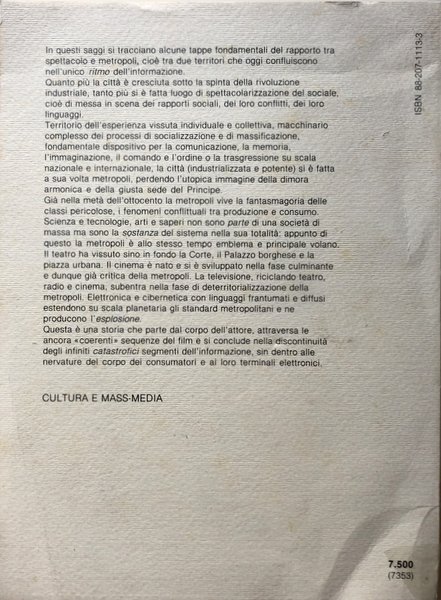 In questi saggi si tracciano alcune tappe fondamentali del rapporto tra
spettacolo e metropoli, cioè tra due territori che oggi confluiscono
nell'unico ritmo dell'informazione.
Quanto più la città è cresciuta sotto la spinta della rivoluzione
industriale, tanto più si è fatta luogo di spettacolarizzazione del sociale,
cioè di messa in scena dei rapporti sociali, dei loro conflitti, dei loro
linguaggi.
Territorio dell'esperienza vissuta individuale e collettiva, macchinario
complesso dei processi di socializzazione e di massificazione,
fondamentale dispositivo per la comunicazione, la memoria,
l'immaginazione, il comando e l'ordine o la trasgressione su scala
nazionale e internazionale, la città (industrializzata e potente) si è fatta
a sua volta metropoli, perdendo l'utopica immagine della dimora
armonica e della giusta sede del Principe.
Già nella metà dell'ottocento la metropoli vive la fantasmagoria delle
classi pericolose, i fenomeni conflittuali tra produzione e consumo.
Scienza e tecnologie, arti e saperi non sono parte di una società di
massa ma sono la sostanza del sistema nella sua totalità: appunto di
questo la metropoli è allo stesso tempo emblema e principale volano.
Il teatro ha vissuto sino in fondo la Corte, il Palazzo borghese e la
piazza urbana. Il cinema è nato e si è sviluppato nella fase culminante
e dunque già critica della metropoli. La televisione, riciclando teatro,
radio e cinema, subentra nella fase di deterritorializzazione della
metropoli. Elettronica e cibernetica con linguaggi frantumati e diffusi
estendono su scala planetaria gli standard metropolitani e ne
producono l'esplosione.
Questa è una storia che parte dal corpo dell'attore, attraversa le
ancora «coerenti» sequenze del film e si conclude nella discontinuità
degli infiniti catastrofici segmenti dell'informazione, sin dentro alle
nervature del corpo dei consumatori e ai loro terminali elettronici,
CULTURA E MASS-MEDIA
ISBN 88-207-1113-3
7.500
(7353)